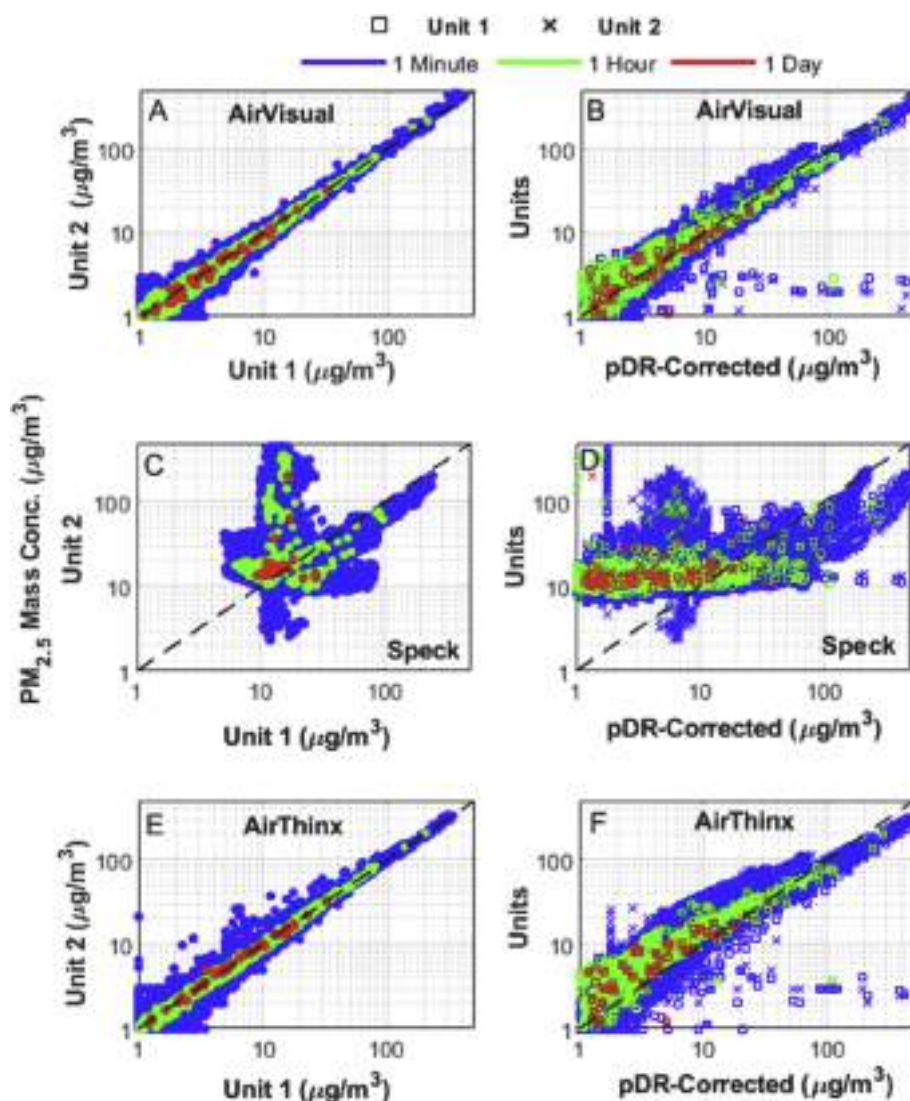 Unit 1 Unit 2
1 Minute 1 Hour 1 Day
A AirVisual
B AirVisual
100
10
1
1 10 100
Unit 2 (μg/m³)
Unit 1 (μg/m³)
100
10
1
1 10 100
Units
pDR-Corrected (μg/m³)
PM2.5 Mass Conc. (μg/m³)
C
Speck
100
10
1
1 10 100
Unit 2
Unit 1 (μg/m³)
D
Speck
100
10
1
1 10 100
Units
pDR-Corrected (μg/m³)
E AirThinx
100
10
1
1 10 100
Unit 2 (μg/m³)
Unit 1 (μg/m³)
F AirThinx
100
10
1
1 10 100
Units
pDR-Corrected (μg/m³)